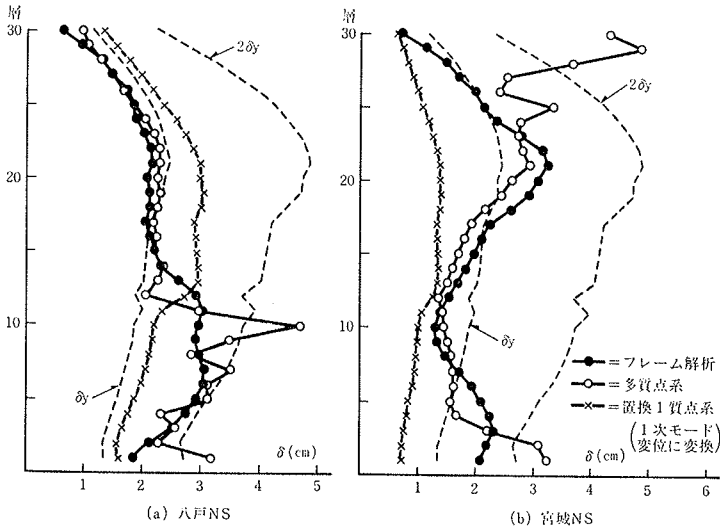 層
30
20
10
2δy
δy
δ(cm)
1
2
3
4
5
(a) 八戸NS
層
30
20
10
2δy
δy
=フレーム解析
=多質点系
=置換1質点系
(1次モード
変位に変換)
δ(cm)
1
2
3
4
5
6
(b) 宮城NS